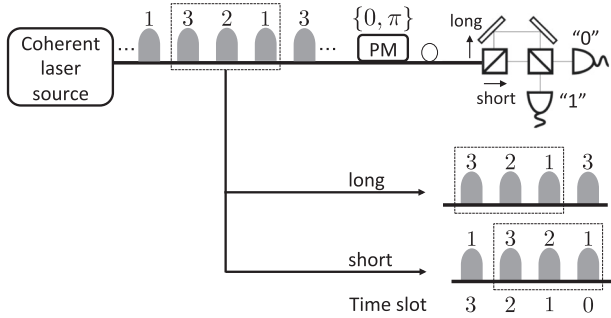 1 3 2 1 3
... ...
Coherent
laser
source
{0, π}
PM
long
short
"0"
"1"
long
3 2 1 3
short
1 3 2 1
Time slot 3 2 1 0